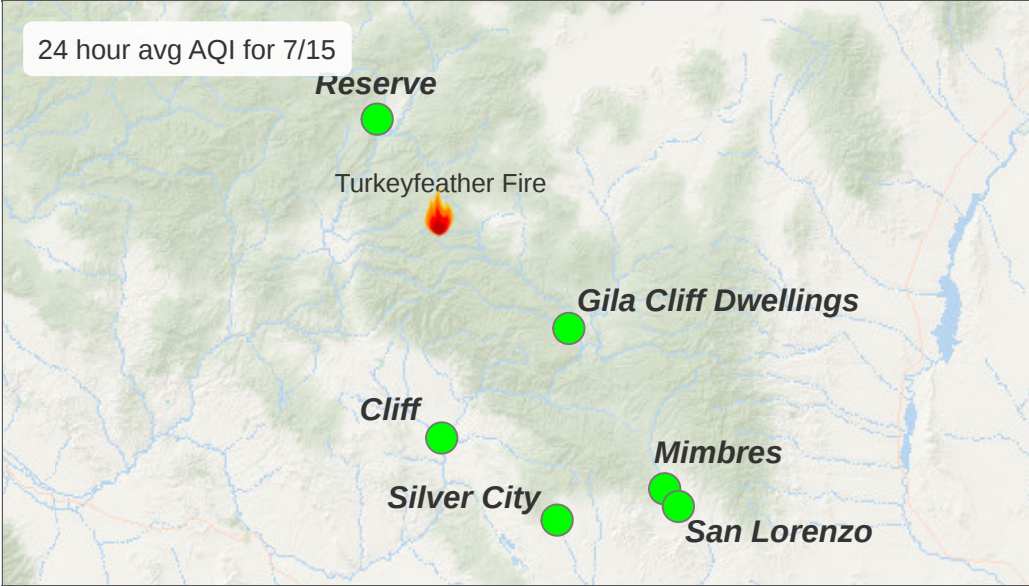 24 hour avg AQI for 7/15
Reserve
Turkeyfeather Fire
Gila Cliff Dwellings
Cliff
Mimbres
Silver City
San Lorenzo